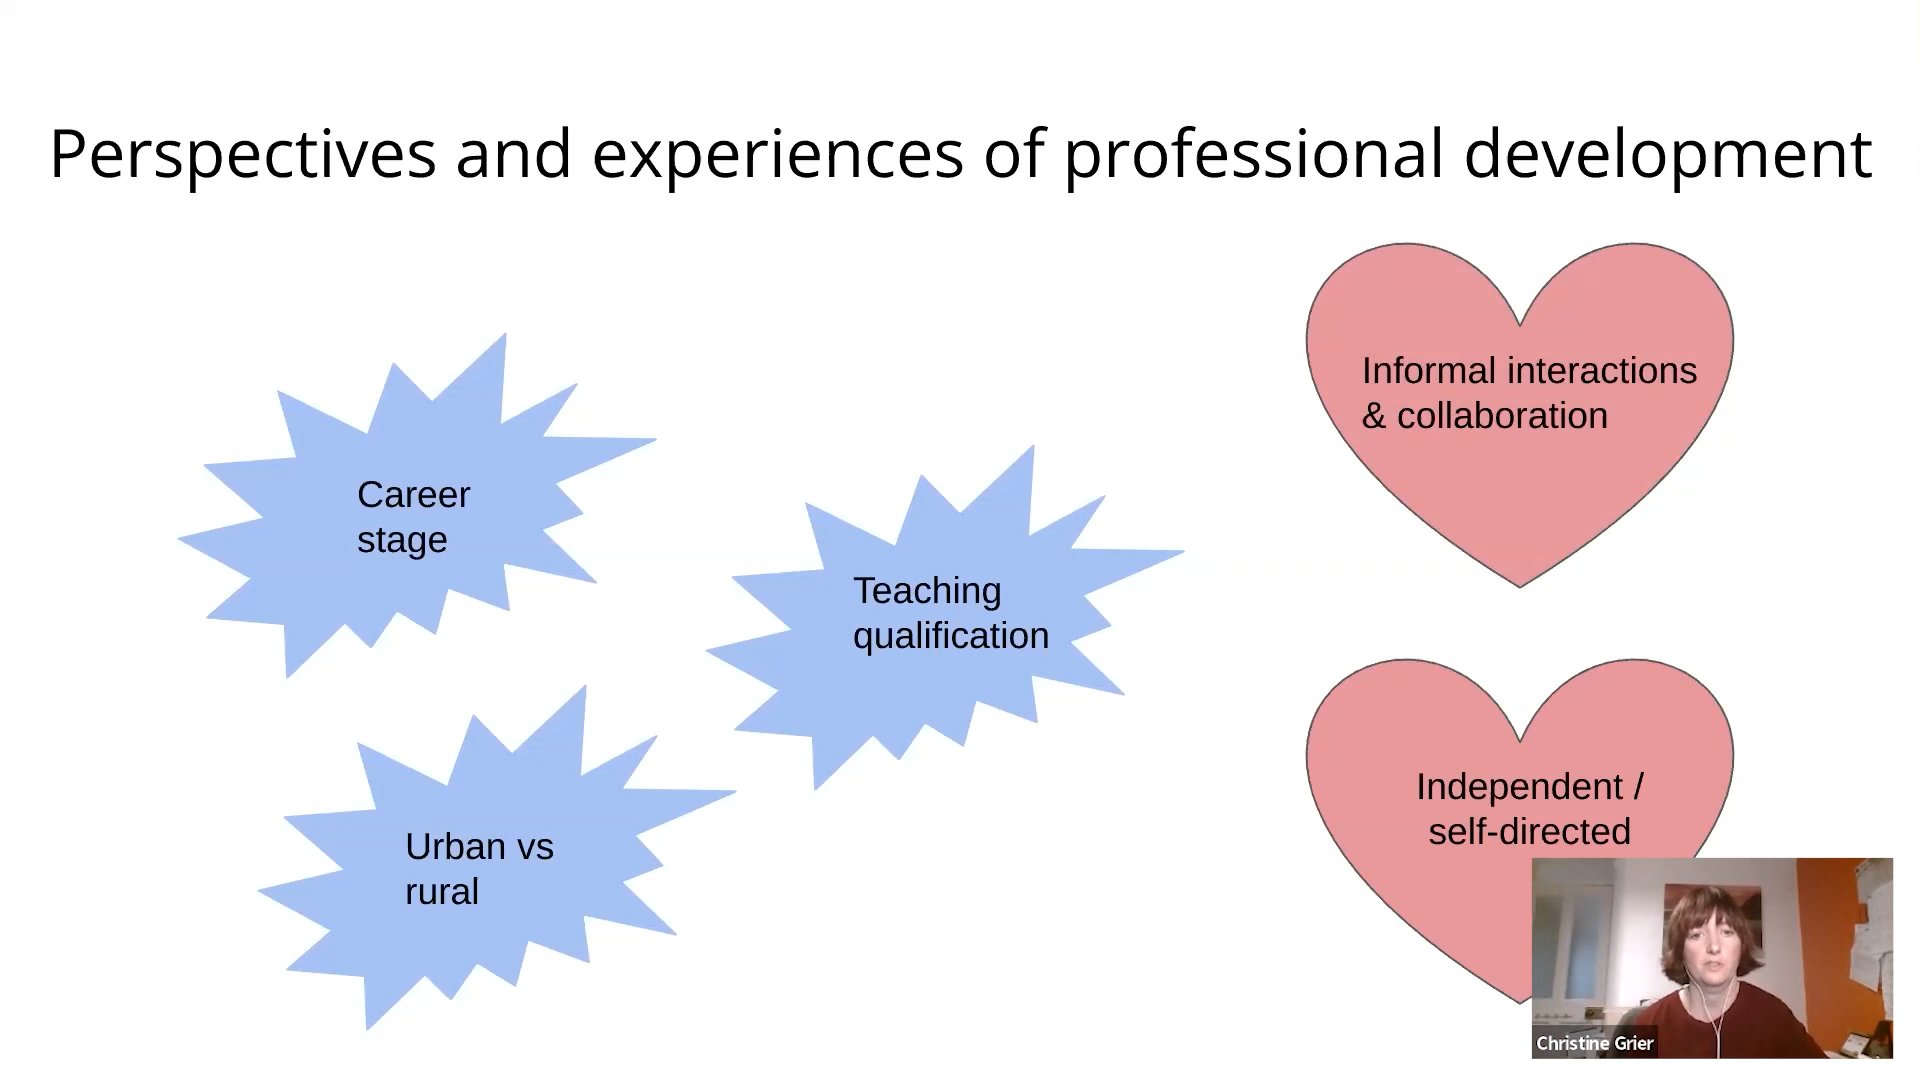 Perspectives and experiences of professional development
Informal interactions
& collaboration
Career
stage
Teaching
qualification
Independent /
self-directed
Urban vs
rural
Christine Grier